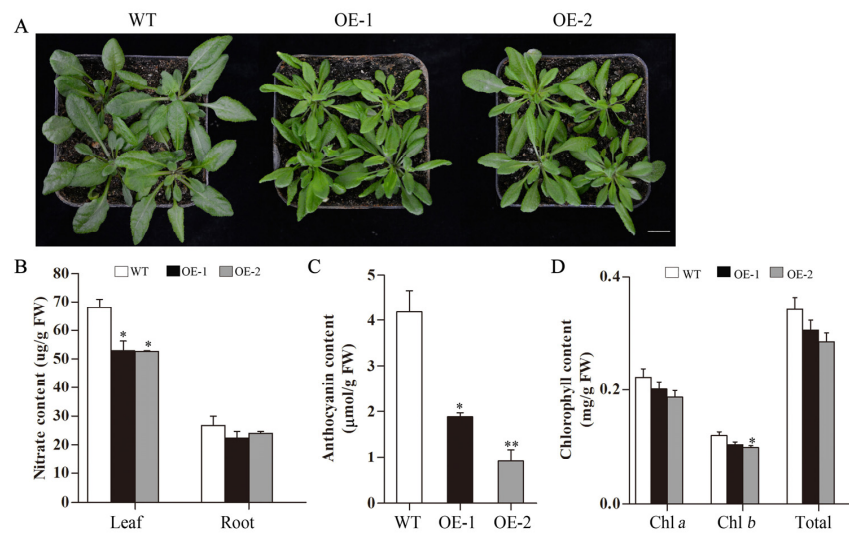 A
WT
OE-1
OE-2
B
WT
OE-1
OE-2
Nitrate content (ug/g FW)
80
70
60
50
40
30
20
10
0
*
*
Leaf
Root
C
Anthocyanin content
(μmol/g FW)
5
4
3
2
1
0
*
**
WT
OE-1
OE-2
D
WT
OE-1
OE-2
Chlorophyll content
(mg/g FW)
0.4
0.2
0.0
*
Chl a
Chl b
Total